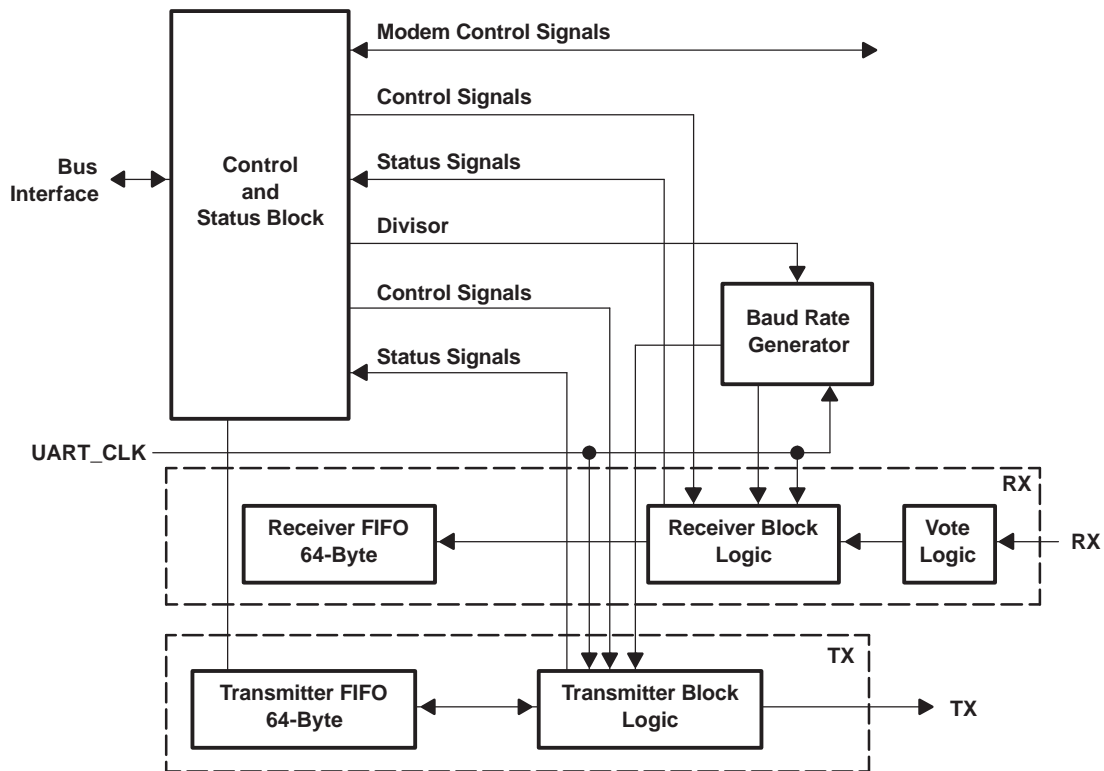 Modem Control Signals
Control Signals
Bus
Interface
Control
and
Status Block
Status Signals
Divisor
Control Signals
Baud Rate
Generator
Status Signals
UART_CLK
RX
Receiver FIFO
64-Byte
Receiver Block
Logic
Vote
Logic
RX
TX
Transmitter FIFO
64-Byte
Transmitter Block
Logic
TX